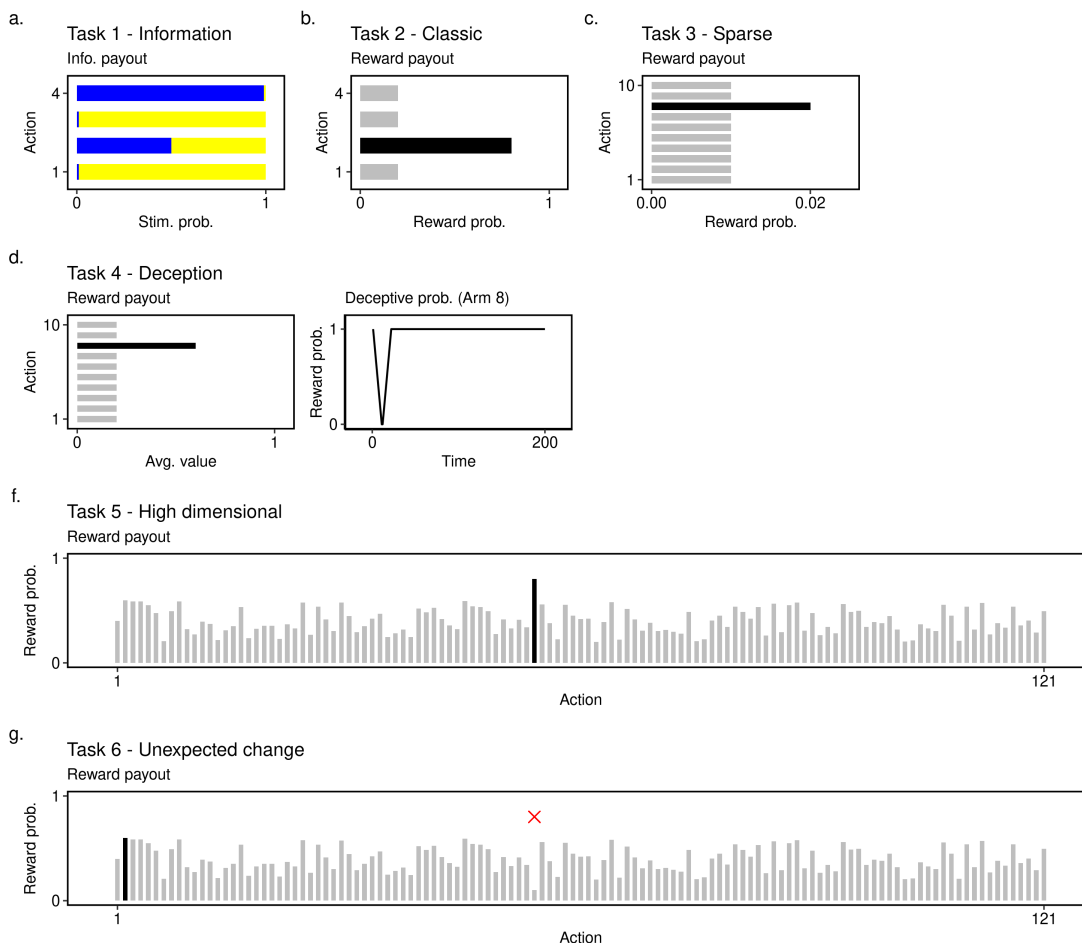 a.
Task 1 - Information
Info. payout
4
1
Action
0
1
Stim. prob.
b.
Task 2 - Classic
Reward payout
4
1
Action
0
1
Reward prob.
c.
Task 3 - Sparse
Reward payout
10
1
Action
0.00
0.02
Reward prob.
d.
Task 4 - Deception
Reward payout
10
1
Action
0
1
Avg. value
Deceptive prob. (Arm 8)
1
0
Reward prob.
0
200
Time
f.
Task 5 - High dimensional
Reward payout
1
0
Reward prob.
1
121
Action
g.
Task 6 - Unexpected change
Reward payout
1
0
Reward prob.
1
121
Action